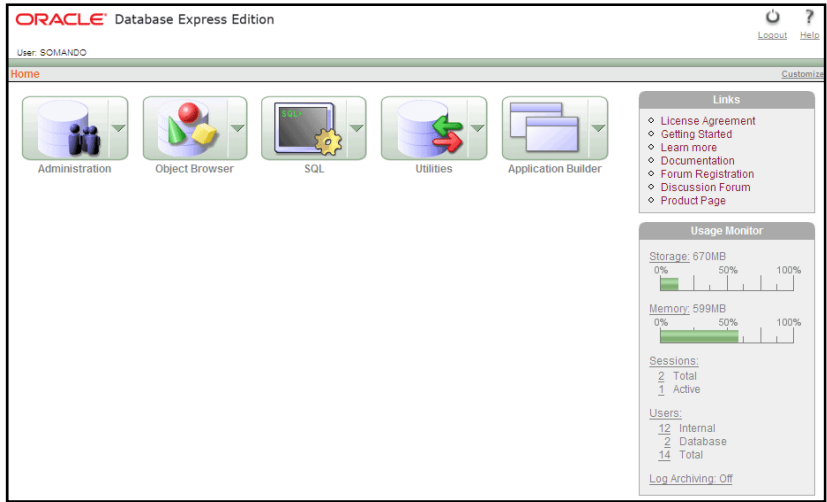 ORACLE Database Express Edition
Logout Help
User: SOMANDO
Home Customize
SQL>
Administration Object Browser SQL Utilities Application Builder
Links
License Agreement
Getting Started
Learn more
Documentation
Forum Registration
Discussion Forum
Product Page
Usage Monitor
Storage: 670MB
0% 50% 100%
Memory: 599MB
0% 50% 100%
Sessions:
2 Total
1 Active
Users:
12 Internal
2 Database
14 Total
Log Archiving: Off